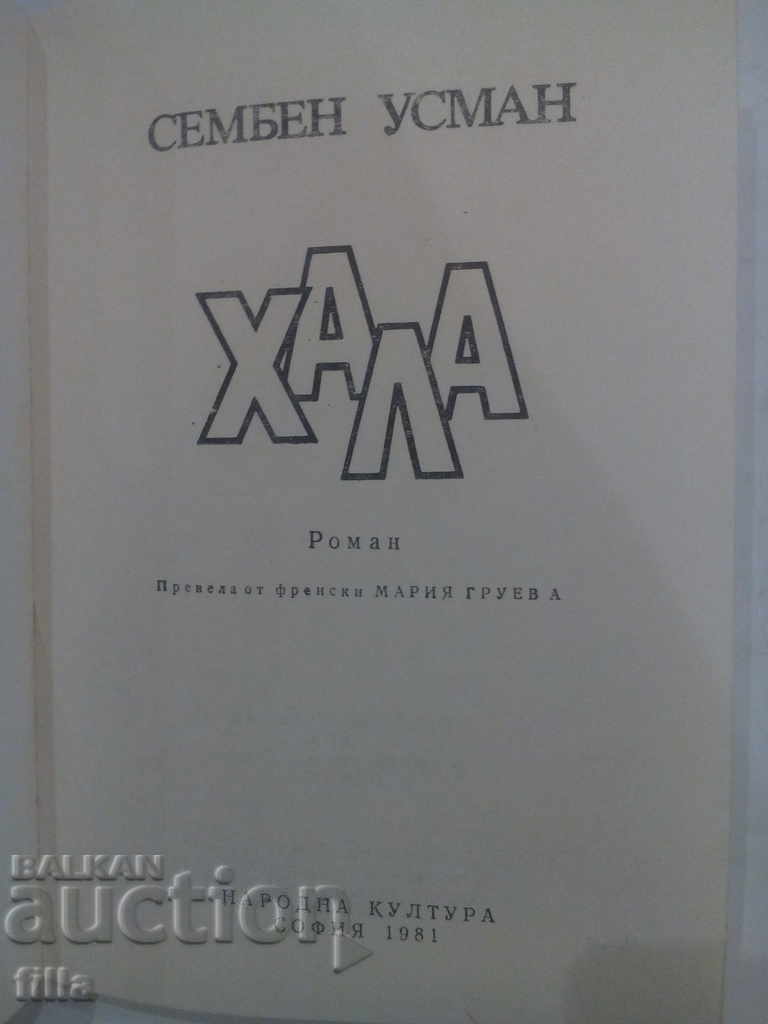 СЕМБЕН УСМАН
ХАЛА
Роман
Превела от френски МАРИЯ ГРУЕВА
НАРОДНА КУЛТУРА
СОФИЯ 1981
BALKAN
auction
filla